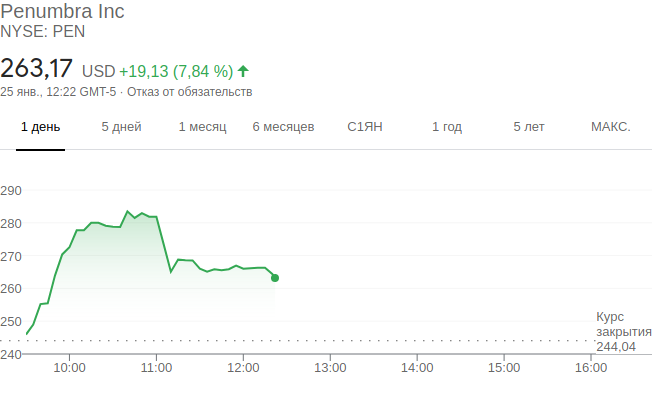 Penumbra Inc
NYSE: PEN
263,17 USD +19,13 (7,84 %)
25 янв., 12:22 GMT-5 · Отказ от обязательств
1 день 5 дней 1 месяц 6 месяцев С1ЯН 1 год 5 лет МАКС.
290
280
270
260
250
Курс
закрытия
244,04
240
10:00 11:00 12:00 13:00 14:00 15:00 16:00